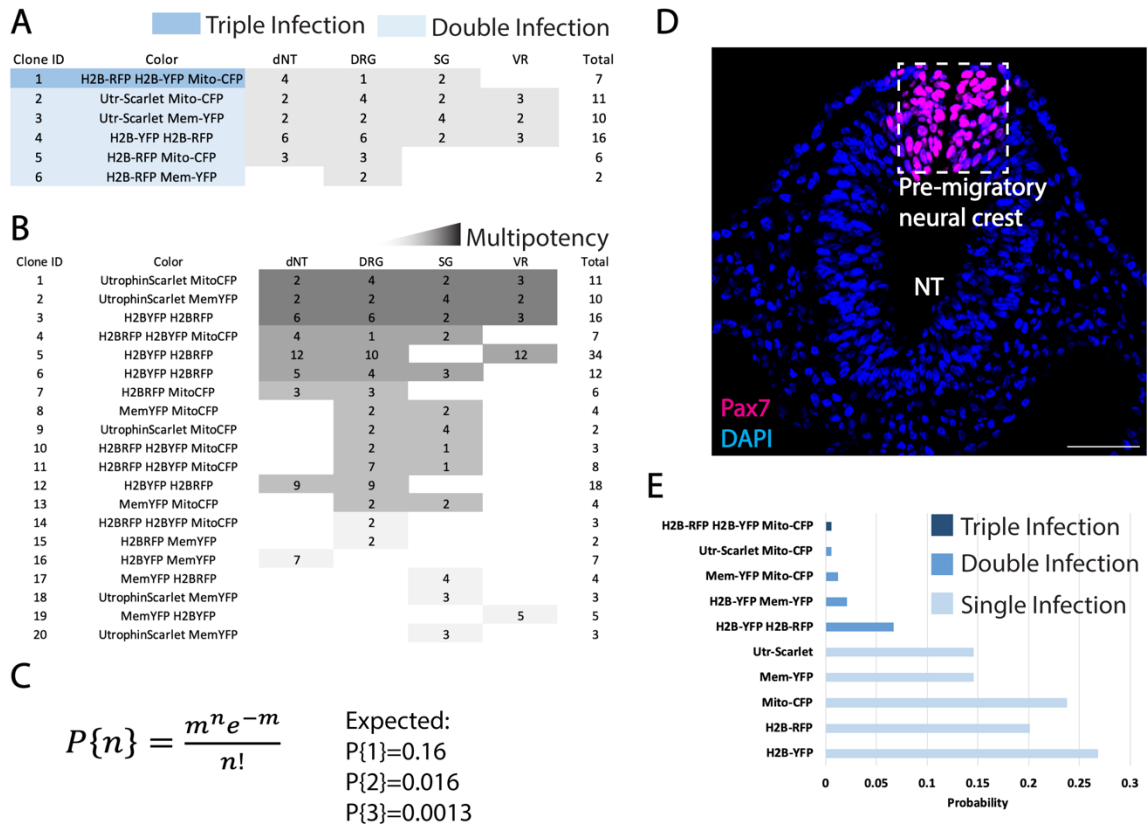 A
Triple Infection Double Infection
Clone ID Color dNT DRG SG VR Total
1 H2B-RFP H2B-YFP Mito-CFP 4 1 2 7
2 Utr-Scarlet Mito-CFP 2 4 2 3 11
3 Utr-Scarlet Mem-YFP 2 2 4 2 10
4 H2B-YFP H2B-RFP 6 6 2 3 16
5 H2B-RFP Mito-CFP 3 3 6
6 H2B-RFP Mem-YFP 2 2
B
Multipotency
Clone ID Color dNT DRG SG VR Total
1 UtrophinScarlet MitoCFP 2 4 2 3 11
2 UtrophinScarlet MemYFP 2 2 4 2 10
3 H2BYFP H2BRFP 6 6 2 3 16
4 H2BRFP H2BYFP MitoCFP 4 1 2 7
5 H2BYFP H2BRFP 12 10 12 34
6 H2BYFP H2BRFP 5 4 3 12
7 H2BRFP MitoCFP 3 3 6
8 MemYFP MitoCFP 2 2 4
9 UtrophinScarlet MitoCFP 2 4 2
10 H2BRFP H2BYFP MitoCFP 2 1 3
11 H2BRFP H2BYFP MitoCFP 7 1 8
12 H2BYFP H2BRFP 9 9 18
13 MemYFP MitoCFP 2 2 4
14 H2BRFP H2BYFP MitoCFP 2 3
15 H2BRFP MemYFP 2 2
16 H2BYFP MemYFP 7 7
17 MemYFP H2BRFP 4 4
18 UtrophinScarlet MemYFP 3 3
19 MemYFP H2BYFP 5 5
20 UtrophinScarlet MemYFP 3 3
C
P{n} = m^n e^{-m} / n!
Expected:
P{1}=0.16
P{2}=0.016
P{3}=0.0013
D
Pre-migratory
neural crest
NT
Pax7
DAPI
E
Triple Infection
Double Infection
Single Infection
H2B-RFP H2B-YFP Mito-CFP
Utr-Scarlet Mito-CFP
Mem-YFP Mito-CFP
H2B-YFP Mem-YFP
H2B-YFP H2B-RFP
Utr-Scarlet
Mem-YFP
Mito-CFP
H2B-RFP
H2B-YFP
0 0.05 0.1 0.15 0.2 0.25 0.3
Probability